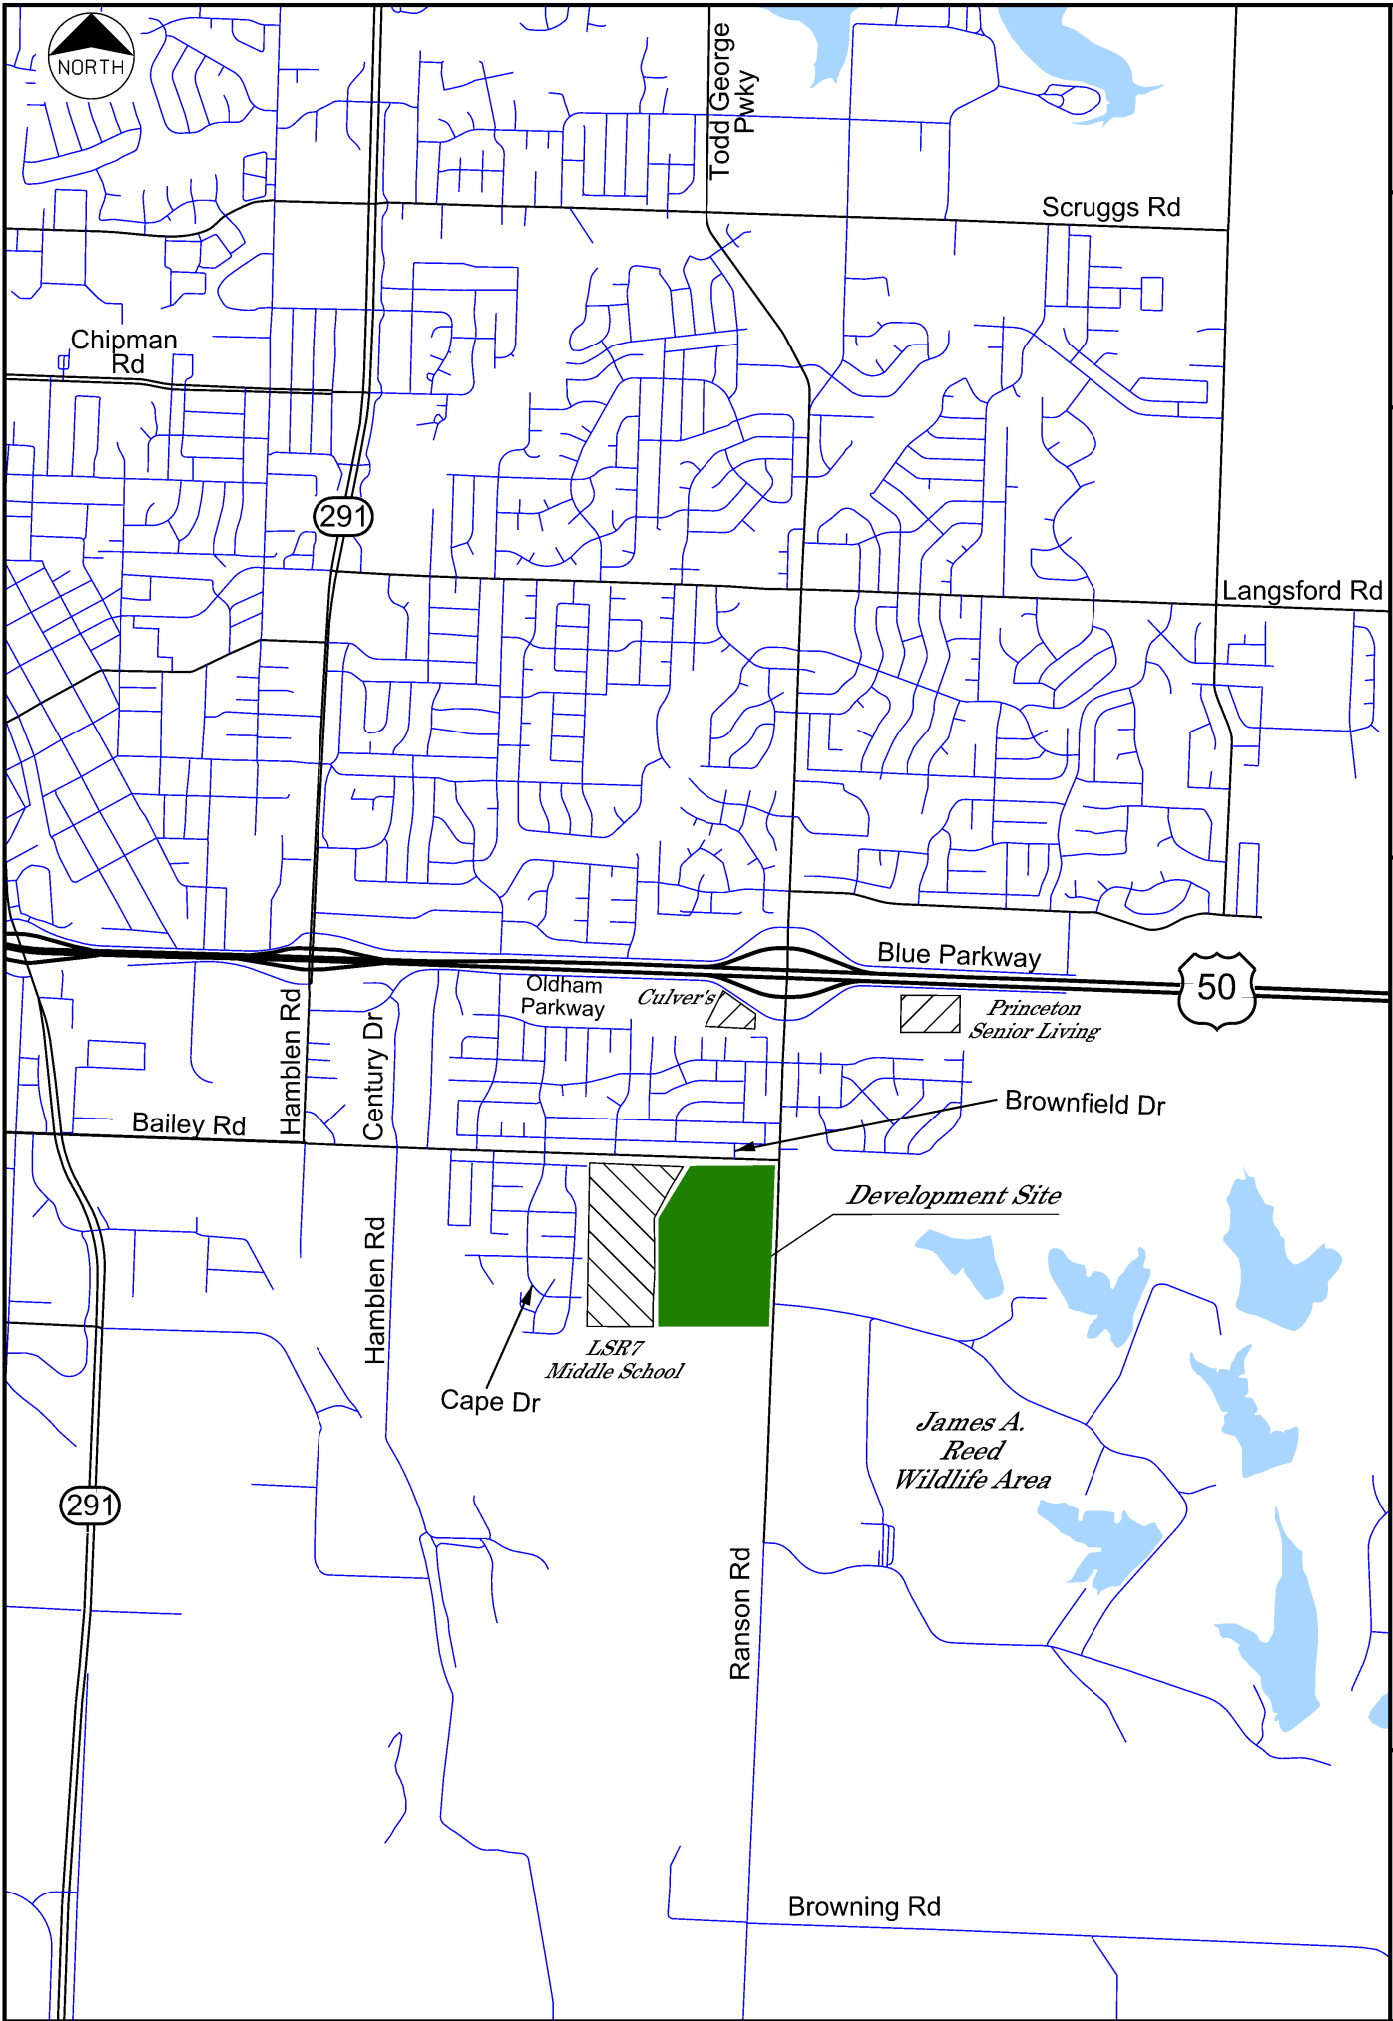 NORTH
Todd George
Pwky
Scruggs Rd
Chipman
Rd
291
Langsford Rd
Blue Parkway
50
Oldham
Parkway
Culver's
Princeton
Senior Living
Hamblen Rd
Century Dr
Brownfield Dr
Bailey Rd
Development Site
Hamblen Rd
LSR7
Middle School
Cape Dr
James A.
Reed
Wildlife Area
291
Ranson Rd
Browning Rd